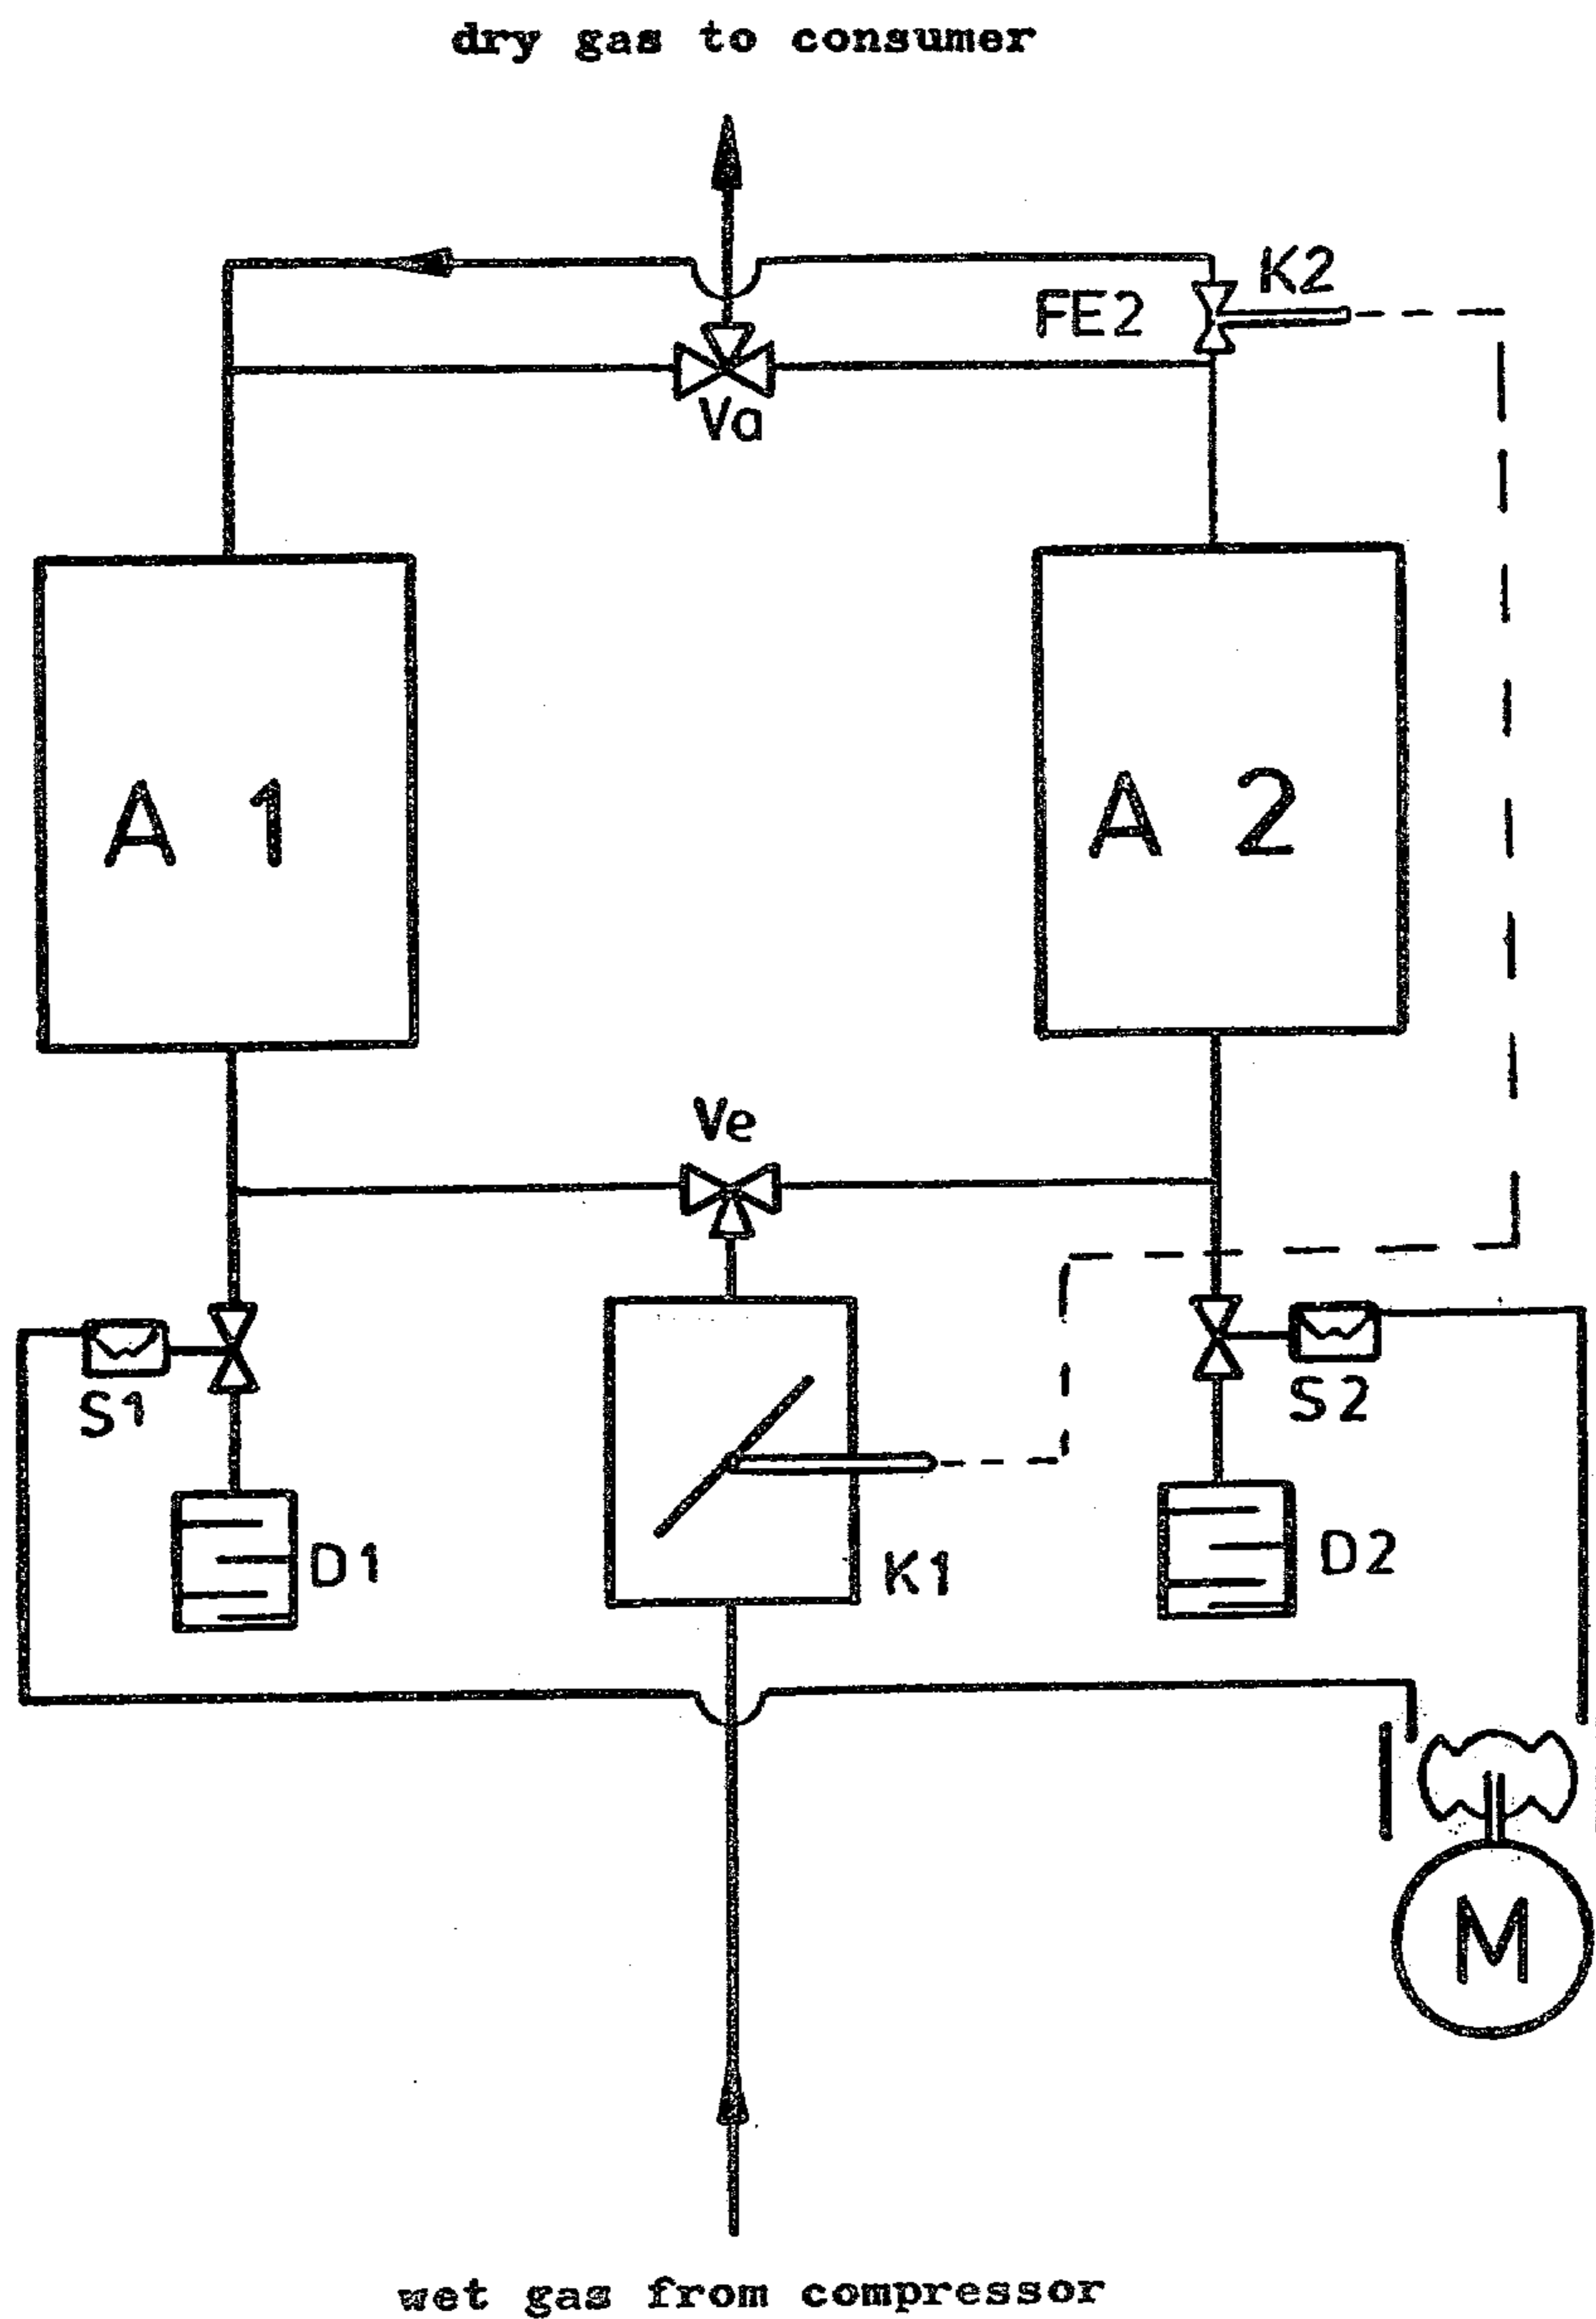 dry gas to consumer
K2
FE2
Va
A 1
A 2
Ve
S1
S2
D1
K1
D2
M
wet gas from compressor